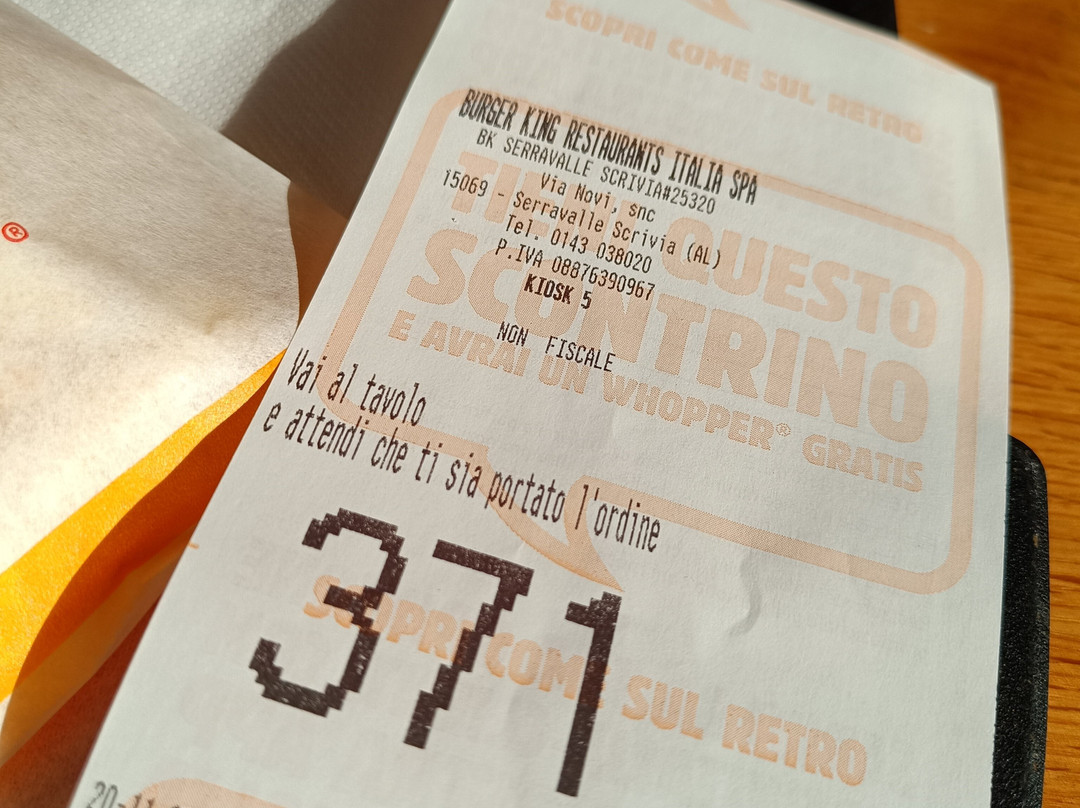 SCOPRI COME SUL RETRO
BURGER KING RESTAURANTS ITALIA SPA
BK SERRAVALLE SCRIVIA#25320
Via Novi, snc
15069 - Serravalle Scrivia (AL)
Tel. 0143 038020
P.IVA 08876390967
KIOSK 5
NON FISCALE
TIENI QUESTO
SCONTRINO
E AVRAI UN WHOPPER® GRATIS
Vai al tavolo
e attendi che ti sia portato l'ordine
371
SCOPRI COME SUL RETRO
®